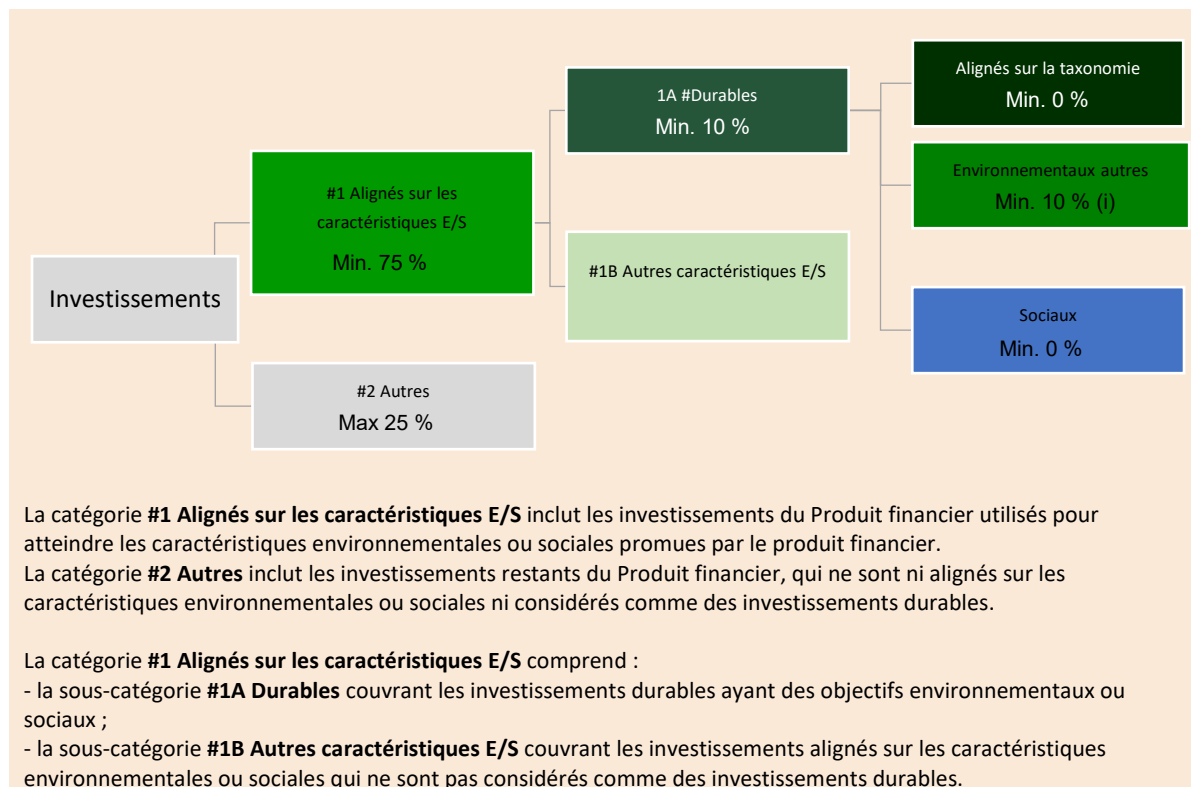 Investissements
#1 Alignés sur les
caractéristiques E/S
Min. 75 %
#2 Autres
Max 25 %
1A #Durables
Min. 10 %
#1B Autres caractéristiques E/S
Alignés sur la taxonomie
Min. 0 %
Environnementaux autres
Min. 10 % (i)
Sociaux
Min. 0 %
La catégorie #1 Alignés sur les caractéristiques E/S inclut les investissements du Produit financier utilisés pour
atteindre les caractéristiques environnementales ou sociales promues par le produit financier.
La catégorie #2 Autres inclut les investissements restants du Produit financier, qui ne sont ni alignés sur les
caractéristiques environnementales ou sociales ni considérés comme des investissements durables.
La catégorie #1 Alignés sur les caractéristiques E/S comprend :
- la sous-catégorie #1A Durables couvrant les investissements durables ayant des objectifs environnementaux ou
sociaux ;
- la sous-catégorie #1B Autres caractéristiques E/S couvrant les investissements alignés sur les caractéristiques
environnementales ou sociales qui ne sont pas considérés comme des investissements durables.